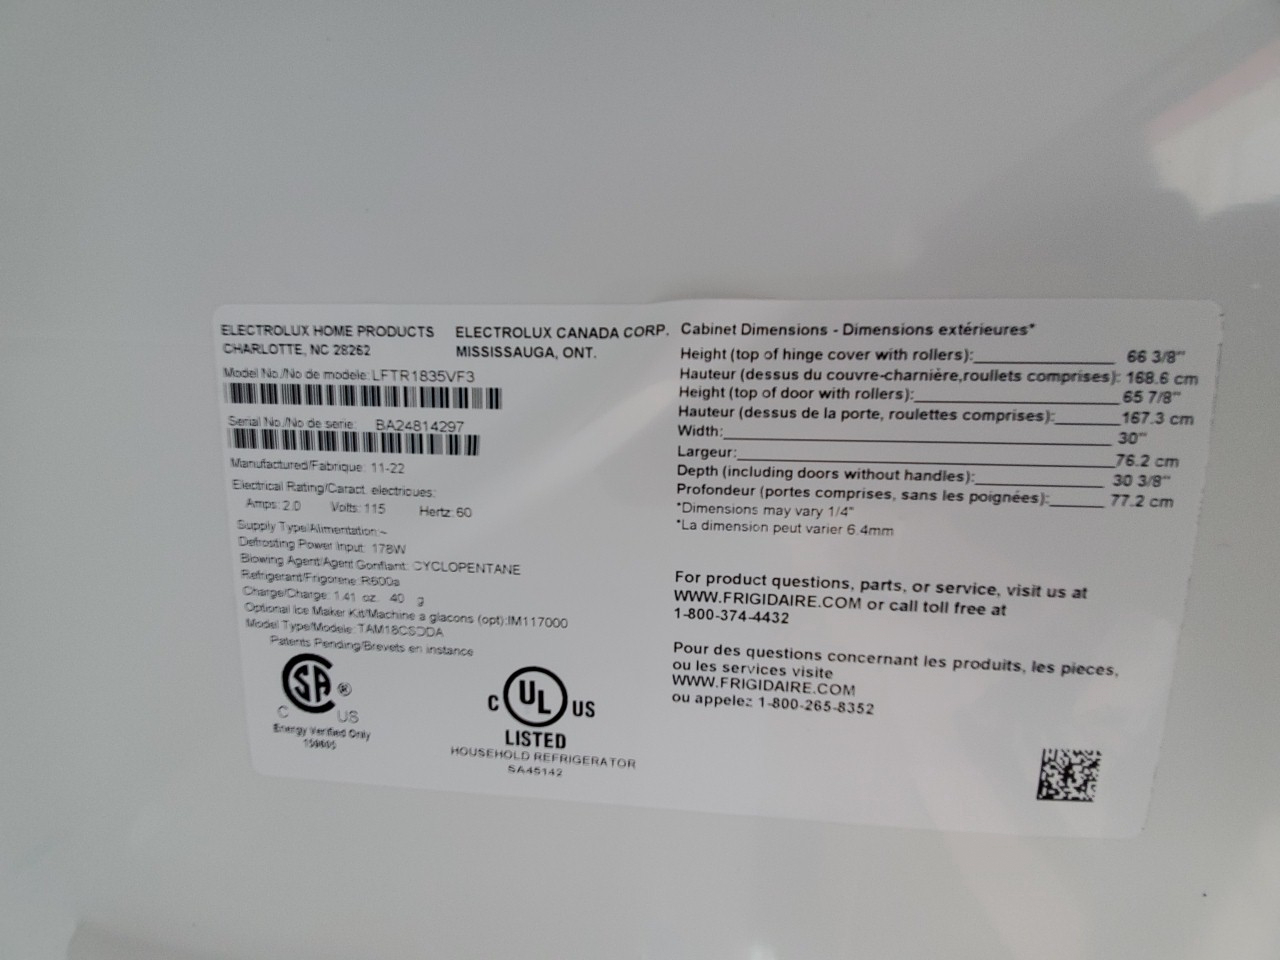 ELECTROLUX HOME PRODUCTS
CHARLOTTE, NC 28262
ELECTROLUX CANADA CORP.
MISSISSAUGA, ONT.
Model No./No de modele: LFTR1835VF3
Serial No./No de serie: BA24814297
Manufactured/Fabrique: 11-22
Electrical Rating/Caract. electriques:
Amps: 2.0 Volts: 115 Hertz: 60
Supply Type/Alimentation:~
Defrosting Power Input: 178W
Blowing Agent/Agent Gonflant: CYCLOPENTANE
Refrigerant/Frigorene: R600a
Charge/Charge: 1.41 oz. 40 g
Optional Ice Maker Kit/Machine a glacons (opt):IM117000
Model Type/Modele: TAM18CSDDA
Patents Pending/Brevets en instance
SA ®
C US
Energy Verified Only
C UL US
LISTED
HOUSEHOLD REFRIGERATOR
SA45142
Cabinet Dimensions - Dimensions extérieures*
Height (top of hinge cover with rollers): 66 3/8"
Hauteur (dessus du couvre-charnière,roullets comprises): 168.6 cm
Height (top of door with rollers): 65 7/8"
Hauteur (dessus de la porte, roulettes comprises): 167.3 cm
Width: 30"
Largeur: 76.2 cm
Depth (including doors without handles): 30 3/8"
Profondeur (portes comprises, sans les poignées): 77.2 cm
*Dimensions may vary 1/4"
*La dimension peut varier 6.4mm
For product questions, parts, or service, visit us at
WWW.FRIGIDAIRE.COM or call toll free at
1-800-374-4432
Pour des questions concernant les produits, les pieces,
ou les services visite
WWW.FRIGIDAIRE.COM
ou appelez 1-800-265-8352